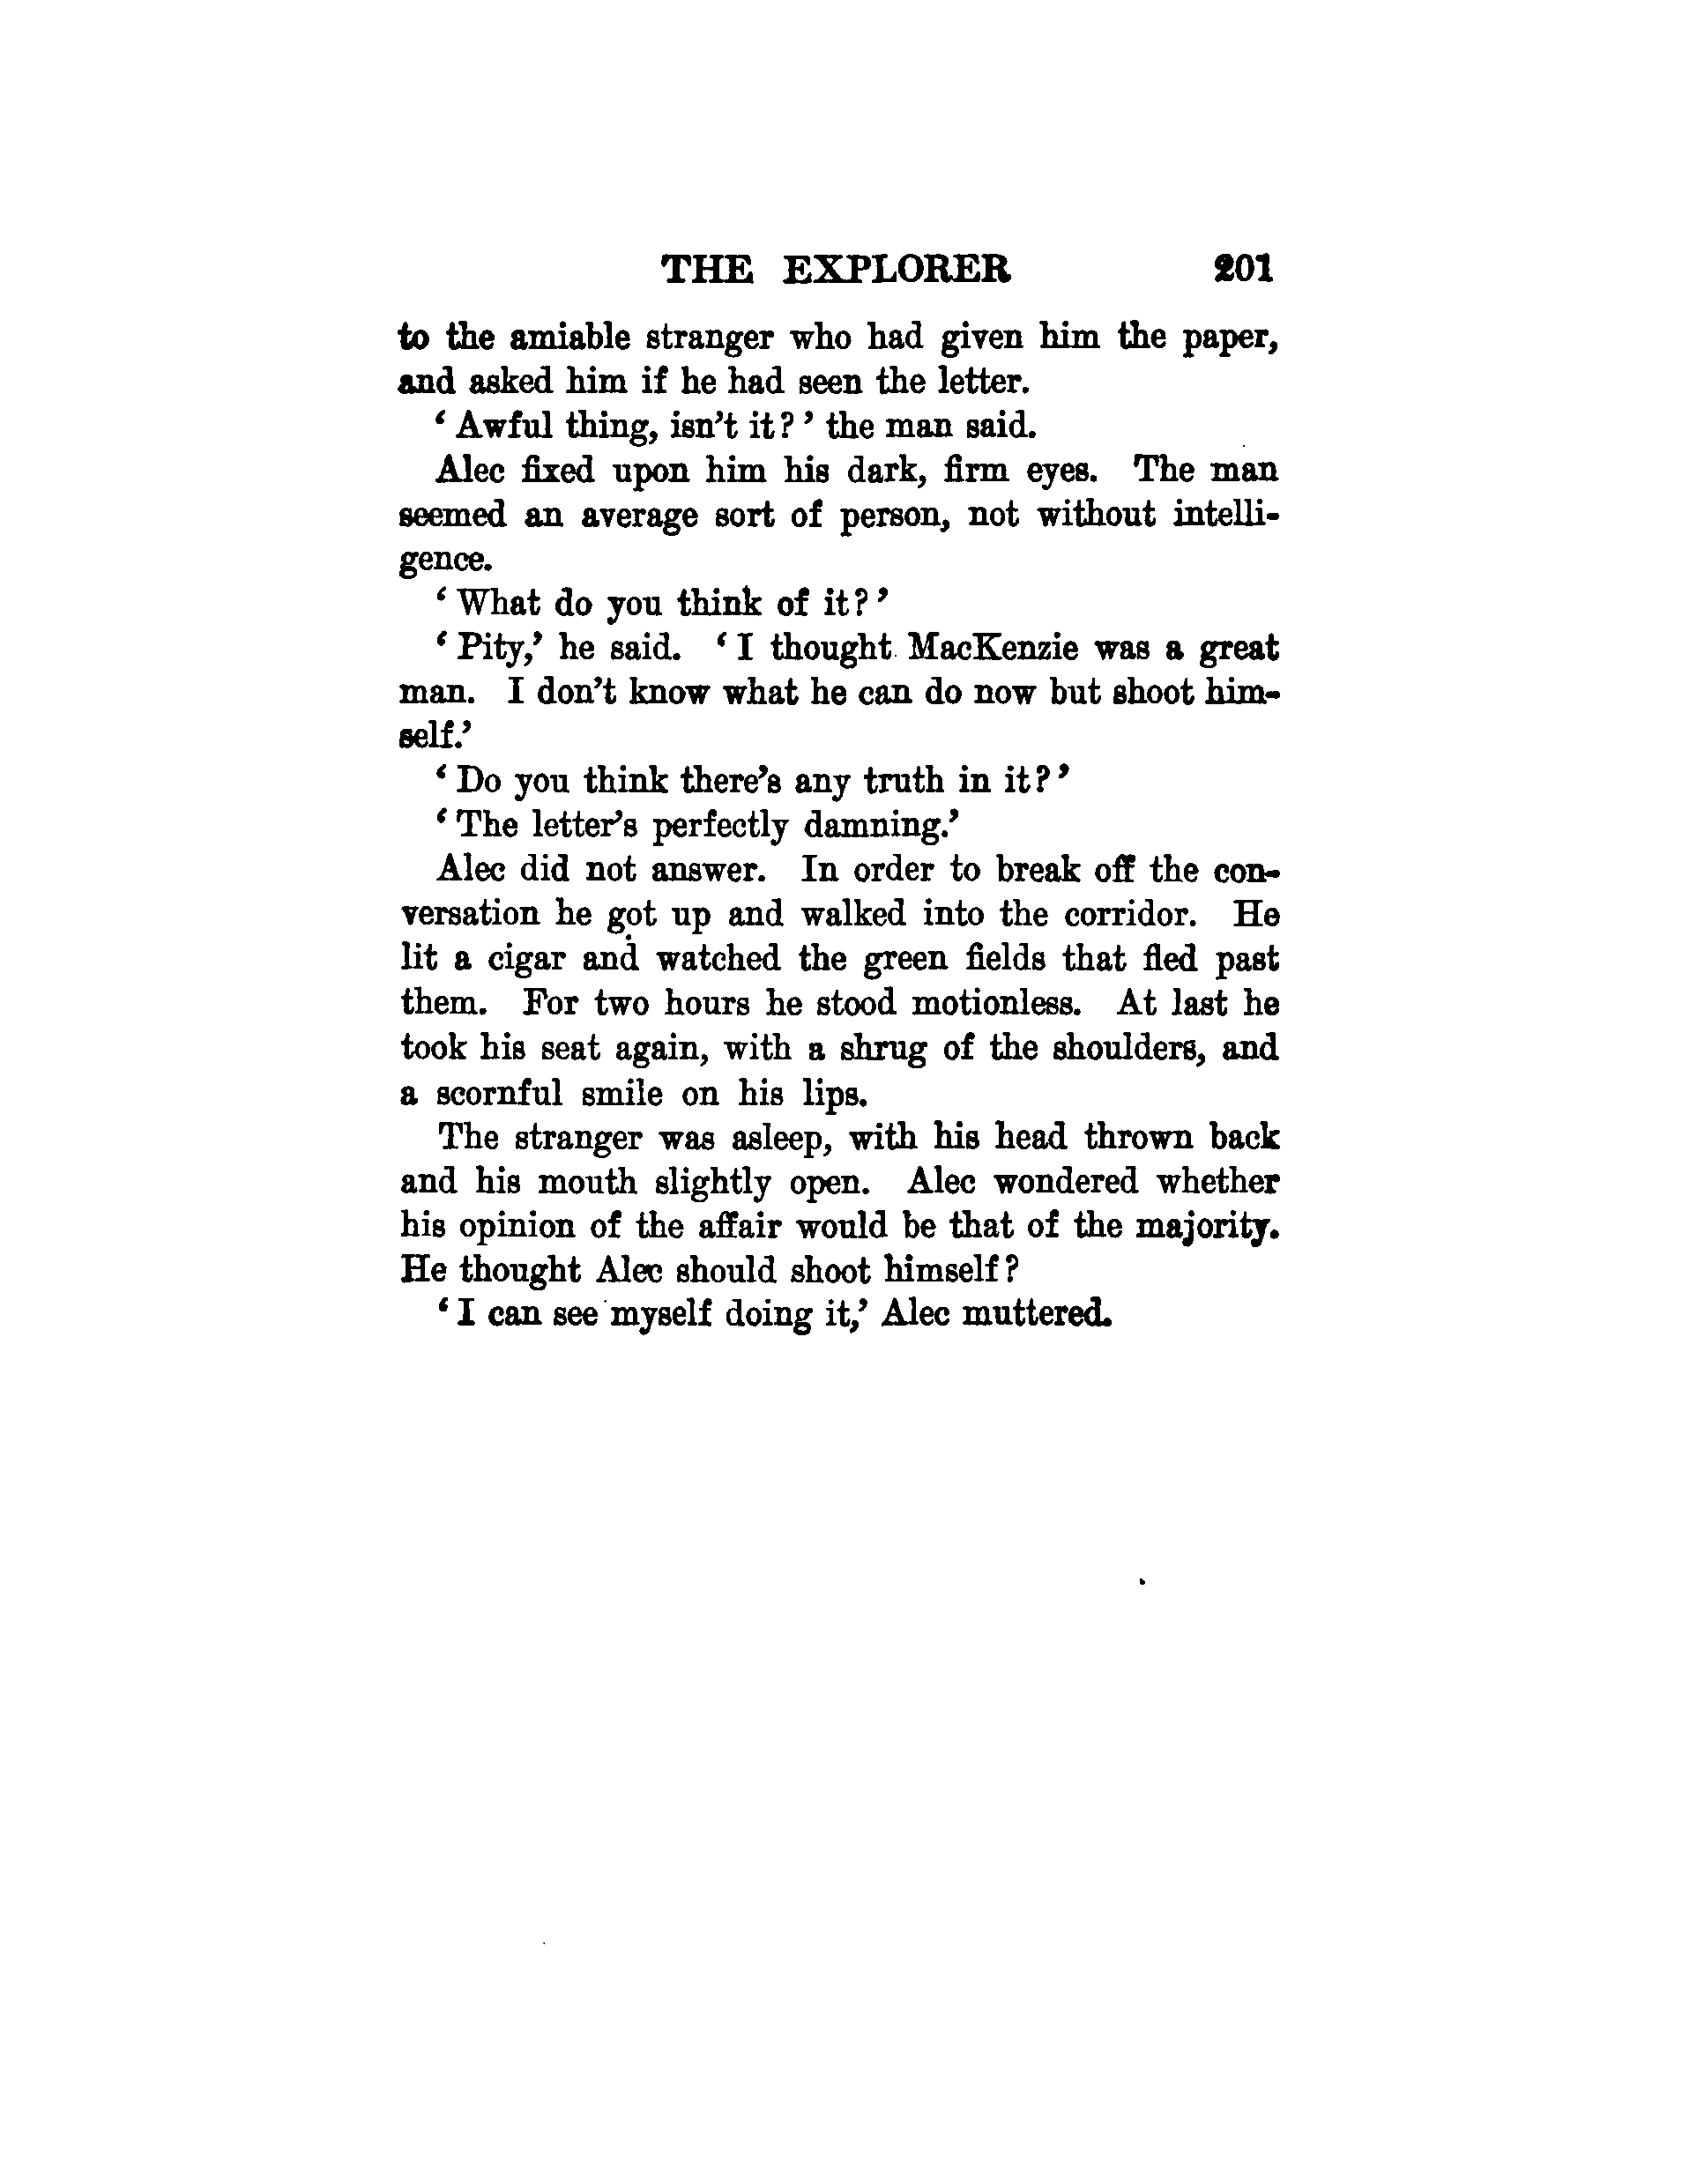 THE EXPLORER 201
to the amiable stranger who had given him the paper,
and asked him if he had seen the letter.
‘ Awful thing, isn't it? ’ the man said.
Alec fixed upon him his dark, firm eyes. The man
seemed an average sort of person, not without intelli-
gence.
‘ What do you think of it? ’
‘ Pity,’ he said. ‘ I thought MacKenzie was a great
man. I don't know what he can do now but shoot him-
self.’
‘ Do you think there's any truth in it? ’
‘ The letter's perfectly damning.’
Alec did not answer. In order to break off the con-
versation he got up and walked into the corridor. He
lit a cigar and watched the green fields that fled past
them. For two hours he stood motionless. At last he
took his seat again, with a shrug of the shoulders, and
a scornful smile on his lips.
The stranger was asleep, with his head thrown back
and his mouth slightly open. Alec wondered whether
his opinion of the affair would be that of the majority.
He thought Alec should shoot himself?
‘ I can see myself doing it,’ Alec muttered.